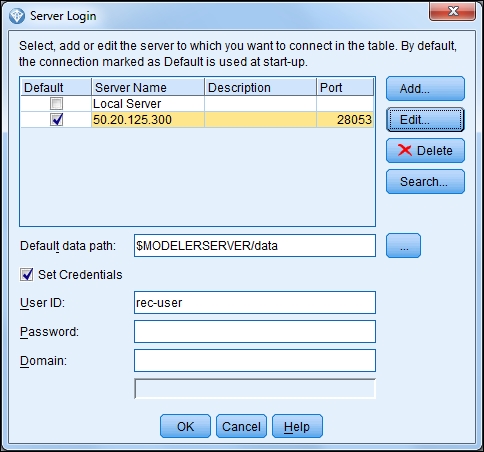 Server Login
Select, add or edit the server to which you want to connect in the table. By default,
the connection marked as Default is used at start-up.
Default Server Name Description Port
Local Server
50.20.125.300 28053
Add...
Edit...
Delete
Search...
Default data path: $MODELERSERVER/data ...
Set Credentials
User ID: rec-user
Password:
Domain:
OK Cancel Help